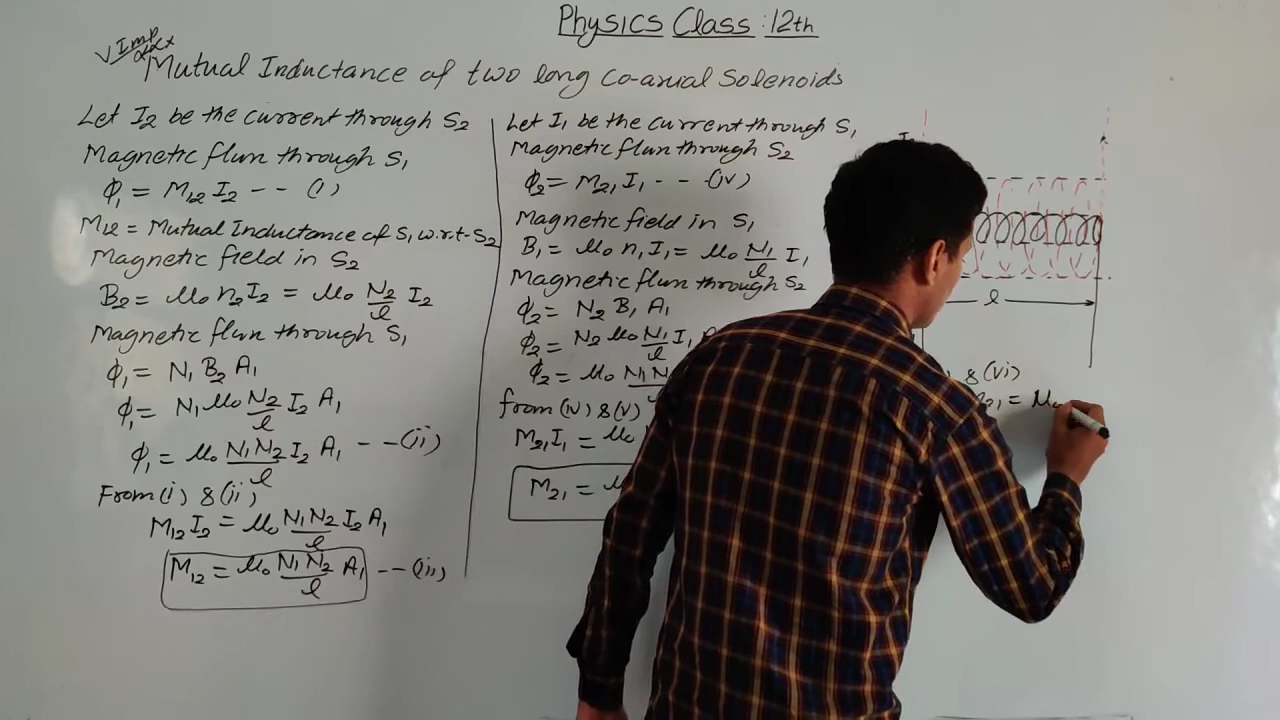 Physics Class: 12th
V Imp
Mutual Inductance of two long Co-axial Solenoids
Let I₂ be the current through S₂
Magnetic flux through S₁
ϕ₁ = M₁₂ I₂ -- (i)
M₁₂ = Mutual Inductance of S₁ w.r.t. S₂
Magnetic field in S₂
B₂ = μ₀ n₂ I₂ = μ₀ N₂/l I₂
Magnetic flux through S₁
ϕ₁ = N₁ B₂ A₁
ϕ₁ = N₁ μ₀ N₂/l I₂ A₁
ϕ₁ = μ₀ N₁N₂/l I₂ A₁ -- (ii)
From (i) & (ii)
M₁₂ I₂ = μ₀ N₁N₂/l I₂ A₁
M₁₂ = μ₀ N₁N₂/l A₁ -- (iii)
Let I₁ be the current through S₁
Magnetic flux through S₂
ϕ₂ = M₂₁ I₁ -- (iv)
Magnetic field in S₁
B₁ = μ₀ n₁ I₁ = μ₀ N₁/l I₁
Magnetic flux through S₂
ϕ₂ = N₂ B₁ A₁
ϕ₂ = N₂ μ₀ N₁/l I₁
ϕ₂ = μ₀ N₁N
from (iv) & (v)
M₂₁ I₁ = μ₀
M₂₁ = μ
I
l
& (vi)
₂₁ = μ₀